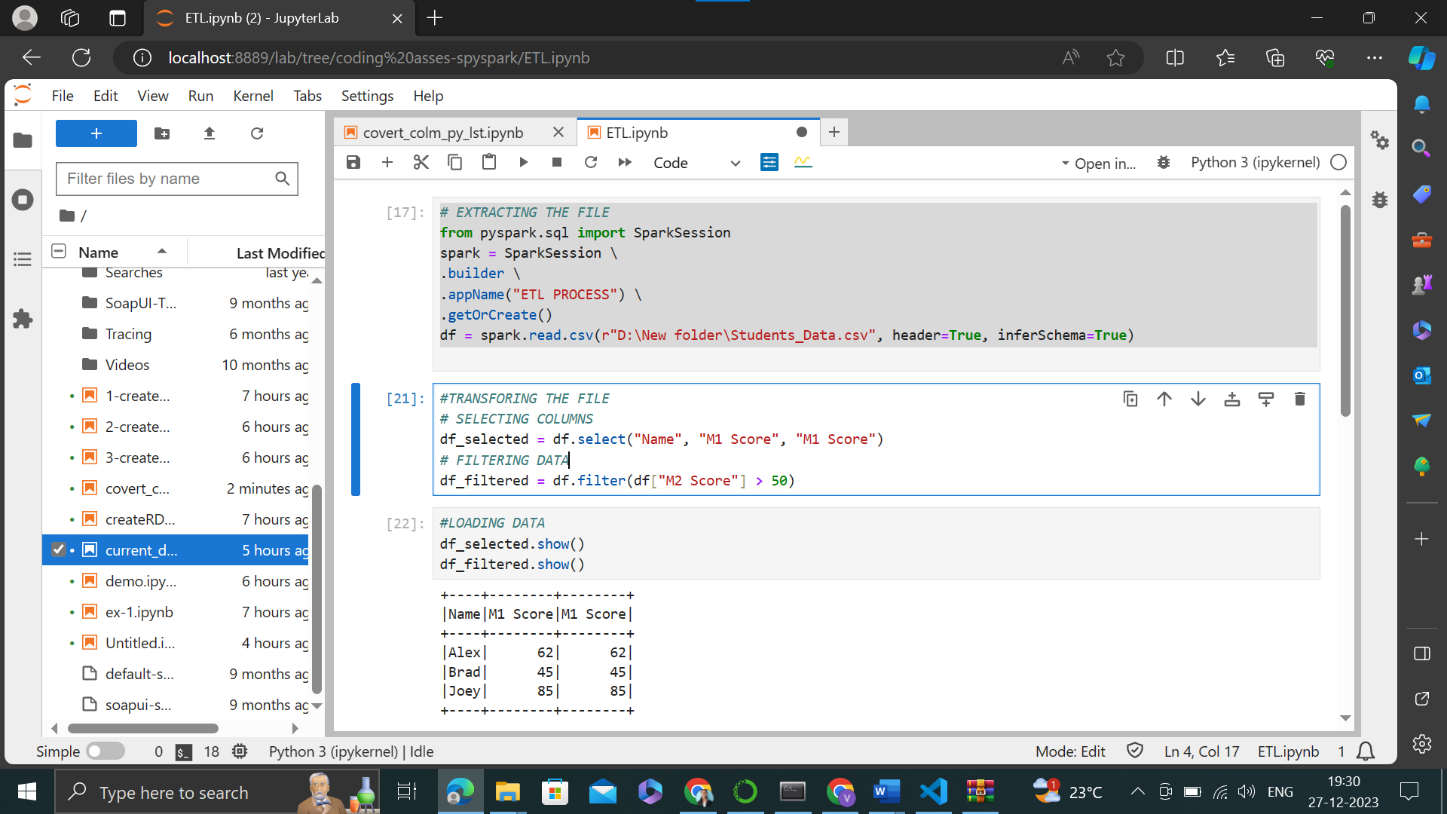 ETL.ipynb (2) - JupyterLab
localhost:8889/lab/tree/coding%20asses-spyspark/ETL.ipynb
File Edit View Run Kernel Tabs Settings Help
covert_colm_py_lst.ipynb ETL.ipynb
Code Open in... Python 3 (ipykernel)
Filter files by name
/
Name Last Modified
Searches last ye
SoapUI-T... 9 months ag
Tracing 6 months ag
Videos 10 months ag
1-create... 7 hours ag
2-create... 6 hours ag
3-create... 6 hours ag
covert_c... 2 minutes ag
createRD... 7 hours ag
current_d... 5 hours ag
demo.ipy... 6 hours ag
ex-1.ipynb 7 hours ag
Untitled.i... 4 hours ag
default-s... 9 months ag
soapui-s... 9 months ag
[17]: # EXTRACTING THE FILE
from pyspark.sql import SparkSession
spark = SparkSession \
.builder \
.appName("ETL PROCESS") \
.getOrCreate()
df = spark.read.csv(r"D:\New folder\Students_Data.csv", header=True, inferSchema=True)
[21]: #TRANSFORING THE FILE
# SELECTING COLUMNS
df_selected = df.select("Name", "M1 Score", "M1 Score")
# FILTERING DATA
df_filtered = df.filter(df["M2 Score"] > 50)
[22]: #LOADING DATA
df_selected.show()
df_filtered.show()
+----+--------+--------+
|Name|M1 Score|M1 Score|
+----+--------+--------+
|Alex|      62|      62|
|Brad|      45|      45|
|Joey|      85|      85|
+----+--------+--------+
Simple 0 18 Python 3 (ipykernel) | Idle Mode: Edit Ln 4, Col 17 ETL.ipynb 1
Type here to search 23°C ENG 19:30
27-12-2023